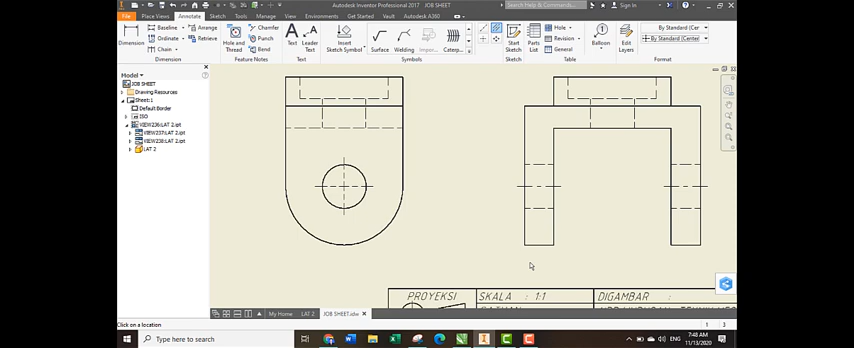 Autodesk Inventor Professional 2017 JOB SHEET
Search Help & Commands...
Sign In
File Place Views Annotate Sketch Tools Manage View Environments Get Started Vault Autodesk A360
Dimension
Baseline
Ordinate
Chain
Arrange
Retrieve
Dimension
Hole and Thread
Chamfer
Punch
Bend
Feature Notes
Text
Leader Text
Text
Insert Sketch Symbol
Surface
Welding
Caterp...
Symbols
Start Sketch
Sketch
Parts List
Hole
Revision
General
Table
Balloon
Edit Layers
By Standard (Cent
By Standard (Center
Format
Model
JOB SHEET
Drawing Resources
Sheet:1
Default Border
ISO
VIEW236:LAT 2.ipt
VIEW237:LAT 2.ipt
VIEW238:LAT 2.ipt
LAT 2
PROYEKSI
SKALA : 1:1
DIGAMBAR :
My Home LAT 2 JOB SHEET.idw
Click on a location
1 3
Type here to search
ENG
7:48 AM
11/13/2020